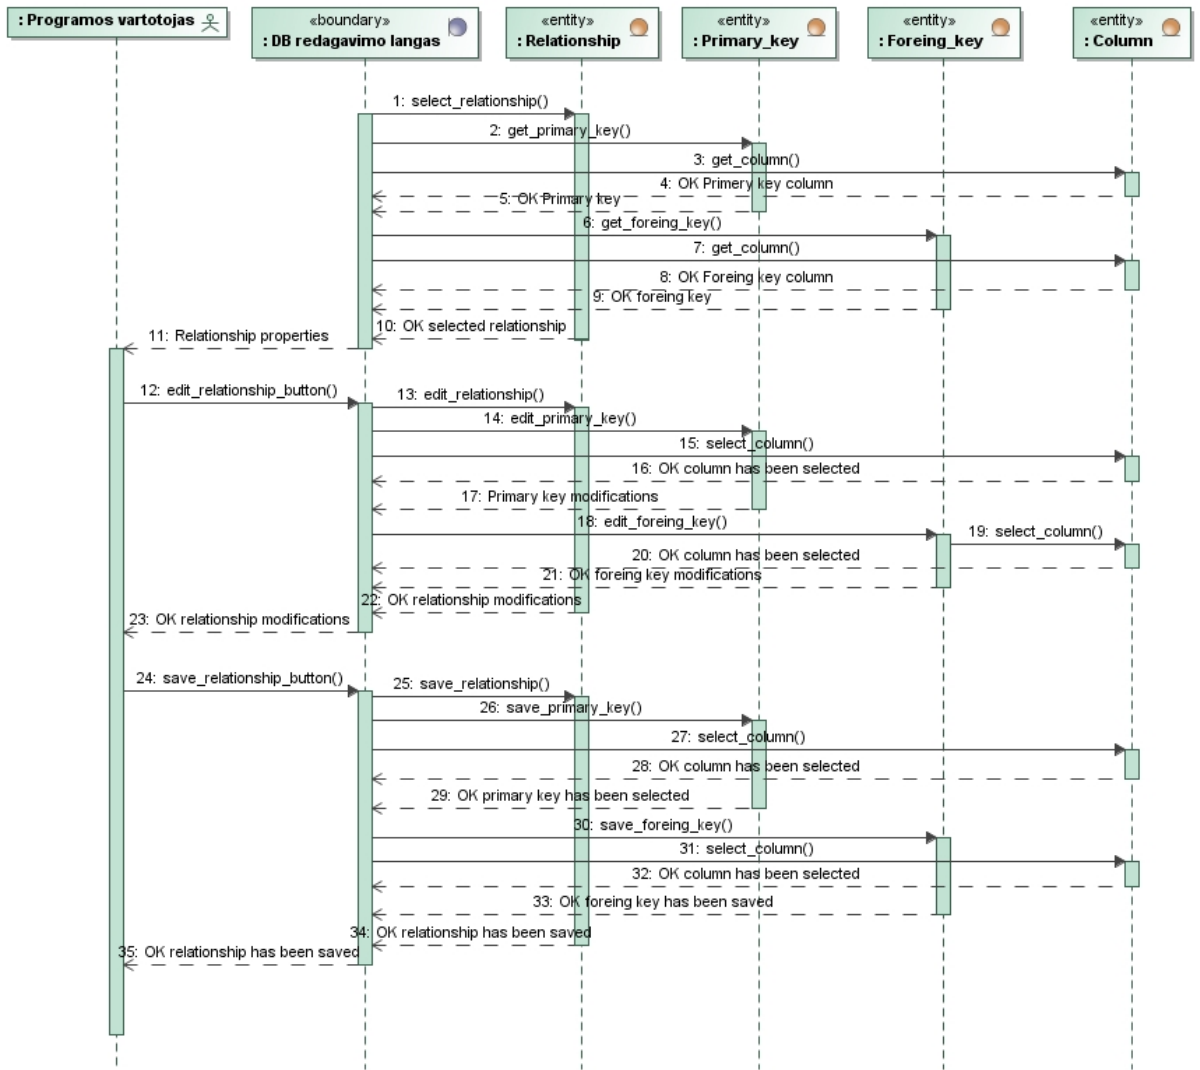 : Programos vartotojas
«boundary»
: DB redagavimo langas
«entity»
: Relationship
«entity»
: Primary_key
«entity»
: Foreing_key
«entity»
: Column
1: select_relationship()
2: get_primary_key()
3: get_column()
4: OK Primery key column
5: OK Primary key
6: get_foreing_key()
7: get_column()
8: OK Foreing key column
9: OK foreing key
10: OK selected relationship
11: Relationship properties
12: edit_relationship_button()
13: edit_relationship()
14: edit_primary_key()
15: select_column()
16: OK column has been selected
17: Primary key modifications
18: edit_foreing_key()
19: select_column()
20: OK column has been selected
21: OK foreing key modifications
22: OK relationship modifications
23: OK relationship modifications
24: save_relationship_button()
25: save_relationship()
26: save_primary_key()
27: select_column()
28: OK column has been selected
29: OK primary key has been selected
30: save_foreing_key()
31: select_column()
32: OK column has been selected
33: OK foreing key has been saved
34: OK relationship has been saved
35: OK relationship has been saved